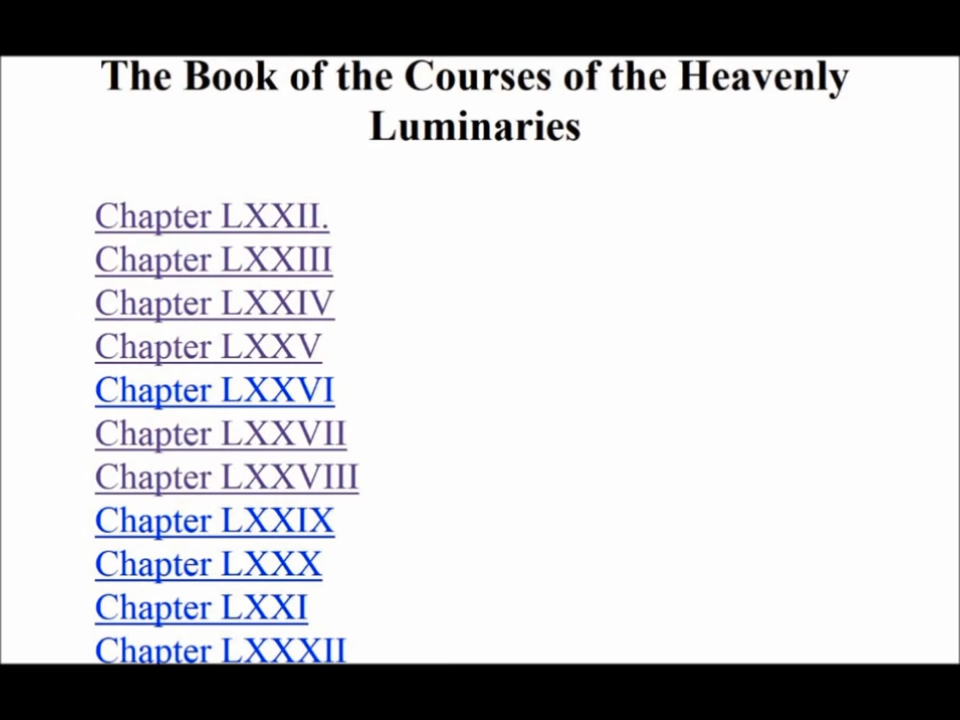 The Book of the Courses of the Heavenly
Luminaries
Chapter LXXII.
Chapter LXXIII
Chapter LXXIV
Chapter LXXV
Chapter LXXVI
Chapter LXXVII
Chapter LXXVIII
Chapter LXXIX
Chapter LXXX
Chapter LXXI
Chapter LXXXII